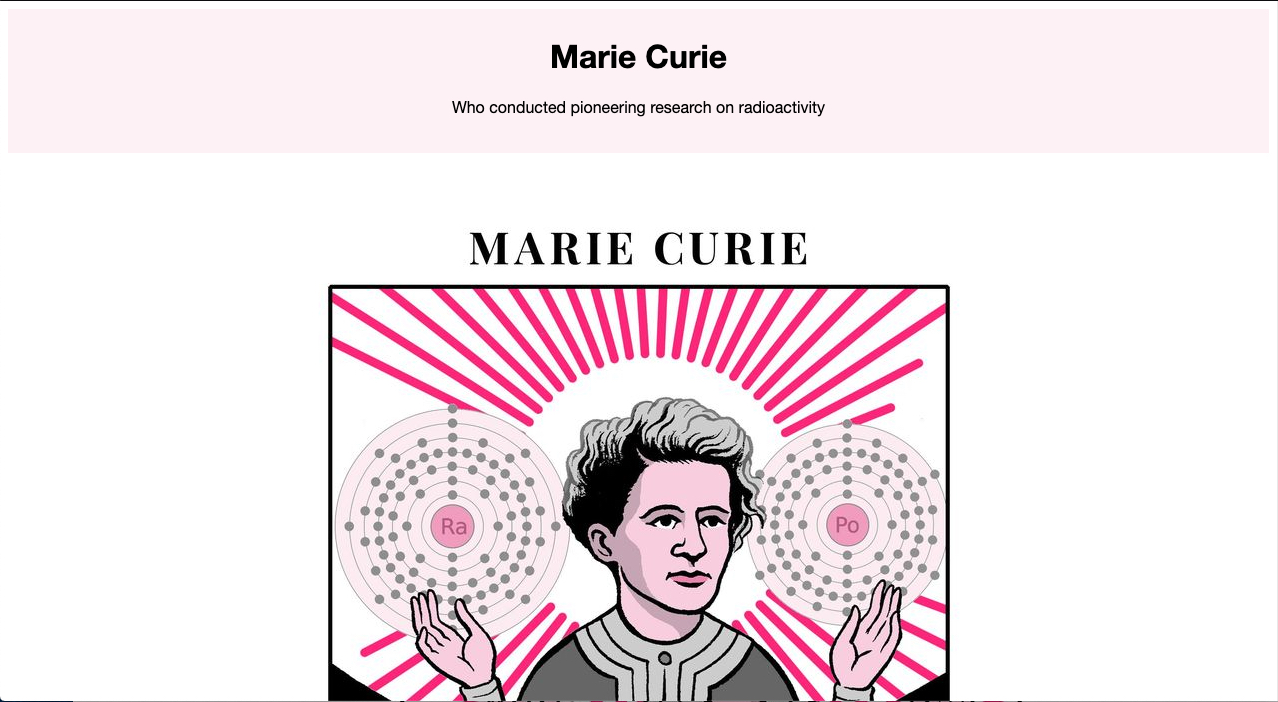 Marie Curie
Who conducted pioneering research on radioactivity
MARIE CURIE
Ra
Po